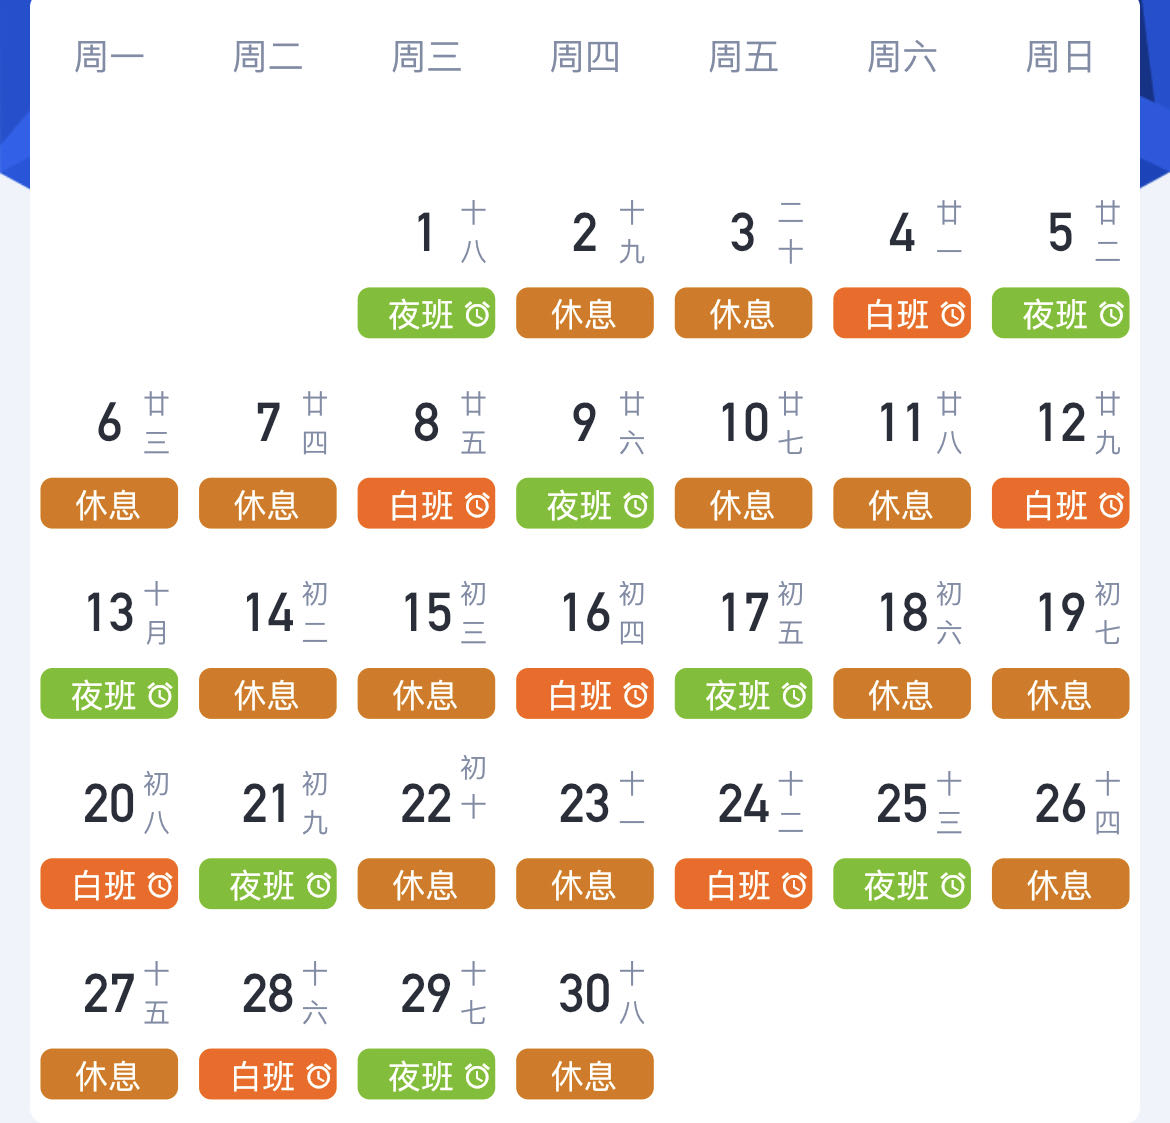 周一 周二 周三 周四 周五 周六 周日
1 十八 2 十九 3 二十 4 廿一 5 廿二
夜班 休息 休息 白班 夜班
6 廿三 7 廿四 8 廿五 9 廿六 10 廿七 11 廿八 12 廿九
休息 休息 白班 夜班 休息 休息 白班
13 十月 14 初二 15 初三 16 初四 17 初五 18 初六 19 初七
夜班 休息 休息 白班 夜班 休息 休息
20 初八 21 初九 22 初十 23 十一 24 十二 25 十三 26 十四
白班 夜班 休息 休息 白班 夜班 休息
27 十五 28 十六 29 十七 30 十八
休息 白班 夜班 休息